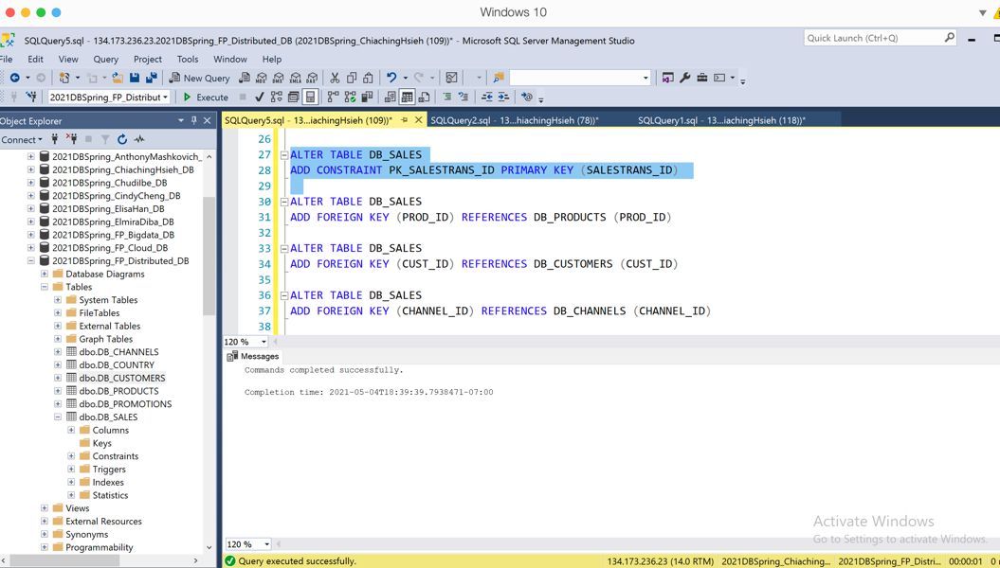 Windows 10
SQLQuery5.sql - 134.173.236.23.2021DBSpring_FP_Distributed_DB (2021DBSpring_ChiachingHsieh (109))* - Microsoft SQL Server Management Studio
Quick Launch (Ctrl+Q)
File Edit View Query Project Tools Window Help
New Query MDX DMX XMLA DAX
2021DBSpring_FP_Distribut Execute
Object Explorer
SQLQuery5.sql - 13...iachingHsieh (109))* SQLQuery2.sql - 13...hiachingHsieh (78))* SQLQuery1.sql - 13...iachingHsieh (118))*
Connect
2021DBSpring_AnthonyMashkovich_
2021DBSpring_ChiachingHsieh_DB
2021DBSpring_Chudilbe_DB
2021DBSpring_CindyCheng_DB
2021DBSpring_ElisaHan_DB
2021DBSpring_ElmiraDiba_DB
2021DBSpring_FP_Bigdata_DB
2021DBSpring_FP_Cloud_DB
2021DBSpring_FP_Distributed_DB
Database Diagrams
Tables
System Tables
FileTables
External Tables
Graph Tables
dbo.DB_CHANNELS
dbo.DB_COUNTRY
dbo.DB_CUSTOMERS
dbo.DB_PRODUCTS
dbo.DB_PROMOTIONS
dbo.DB_SALES
Columns
Keys
Constraints
Triggers
Indexes
Statistics
Views
External Resources
Synonyms
Programmability
26
27 ALTER TABLE DB_SALES
28 ADD CONSTRAINT PK_SALESTRANS_ID PRIMARY KEY (SALESTRANS_ID)
29
30 ALTER TABLE DB_SALES
31 ADD FOREIGN KEY (PROD_ID) REFERENCES DB_PRODUCTS (PROD_ID)
32
33 ALTER TABLE DB_SALES
34 ADD FOREIGN KEY (CUST_ID) REFERENCES DB_CUSTOMERS (CUST_ID)
35
36 ALTER TABLE DB_SALES
37 ADD FOREIGN KEY (CHANNEL_ID) REFERENCES DB_CHANNELS (CHANNEL_ID)
38
120 %
Messages
Commands completed successfully.
Completion time: 2021-05-04T18:39:39.7938471-07:00
Activate Windows
Go to Settings to activate Windows.
120 %
Query executed successfully. 134.173.236.23 (14.0 RTM) 2021DBSpring_Chiaching... 2021DBSpring_FP_Distri... 00:00:01 0